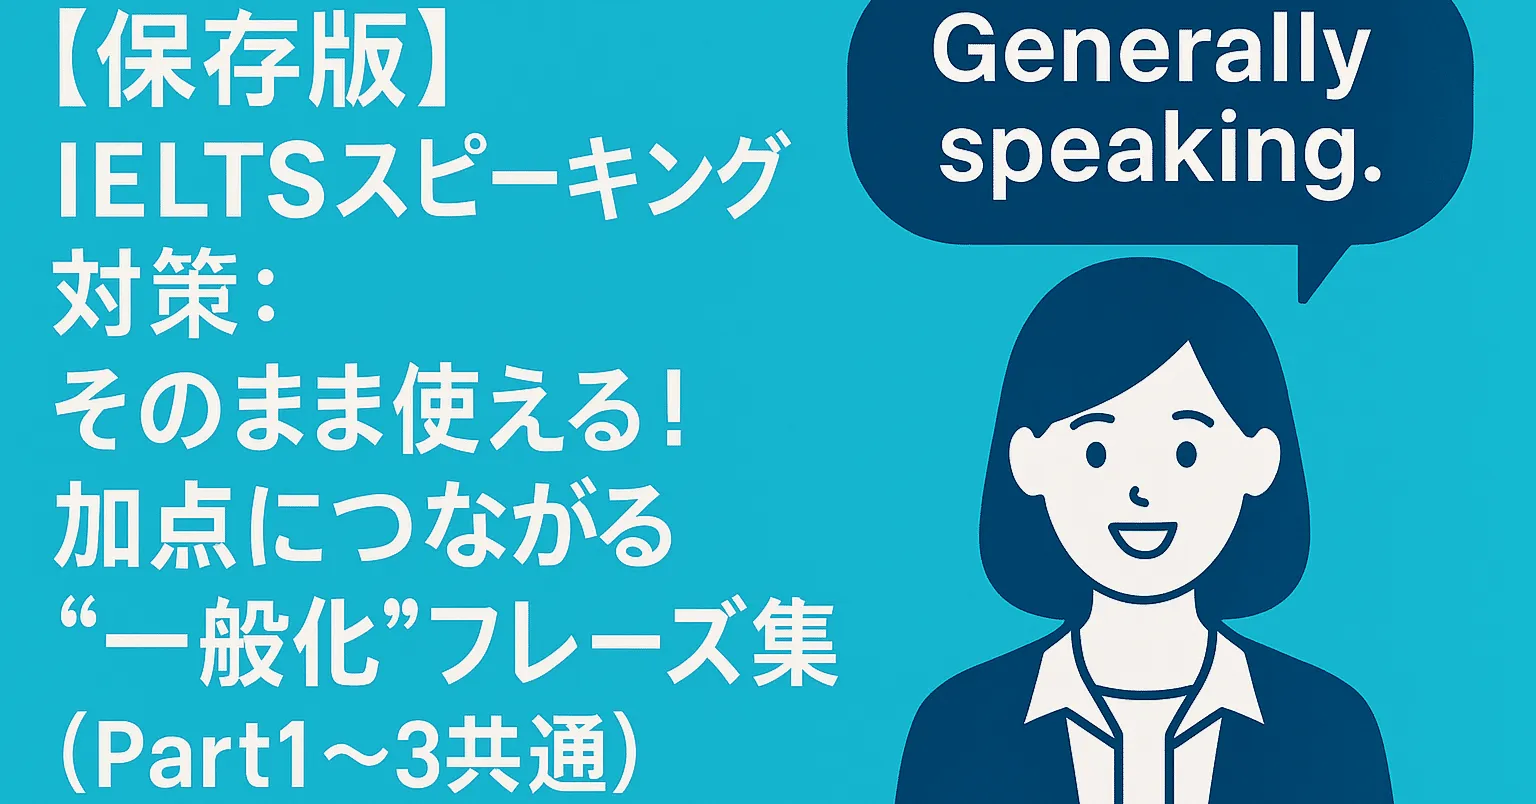 【保存版】
IELTSスピーキング
対策：
そのまま使える！
加点につながる
“一般化”フレーズ集
（Part1～3共通）
Generally
speaking.